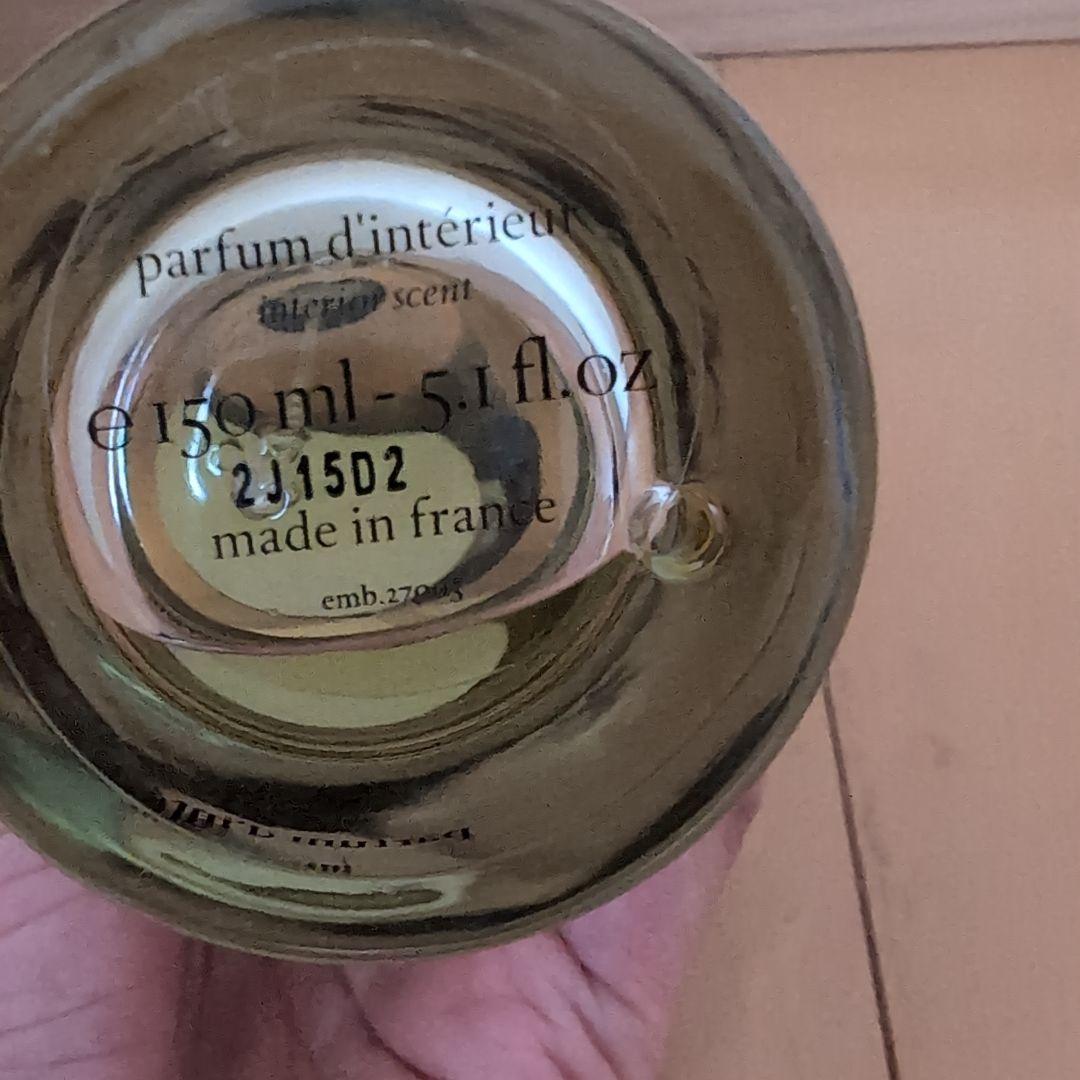 parfum d'intérieur
interior scent
e 150 ml - 5.1 fl.oz
2J15D2
made in france